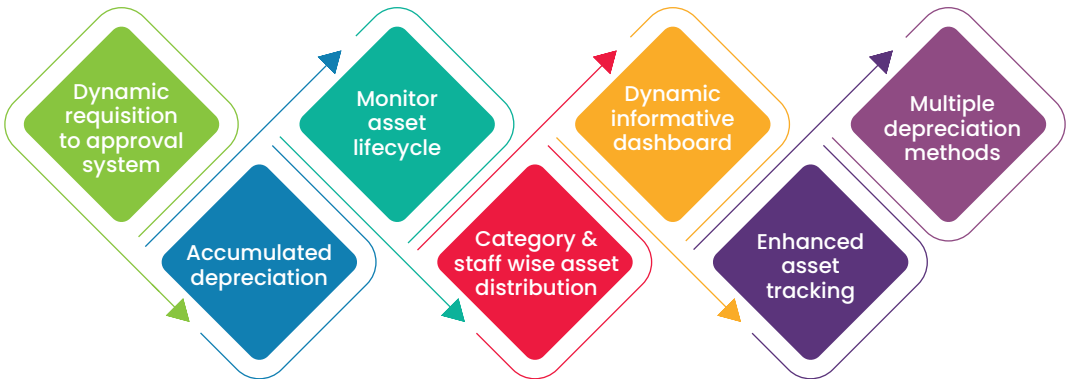 Dynamic
requisition
to approval
system
Accumulated
depreciation
Monitor
asset
lifecycle
Category &
staff wise asset
distribution
Dynamic
informative
dashboard
Enhanced
asset
tracking
Multiple
depreciation
methods